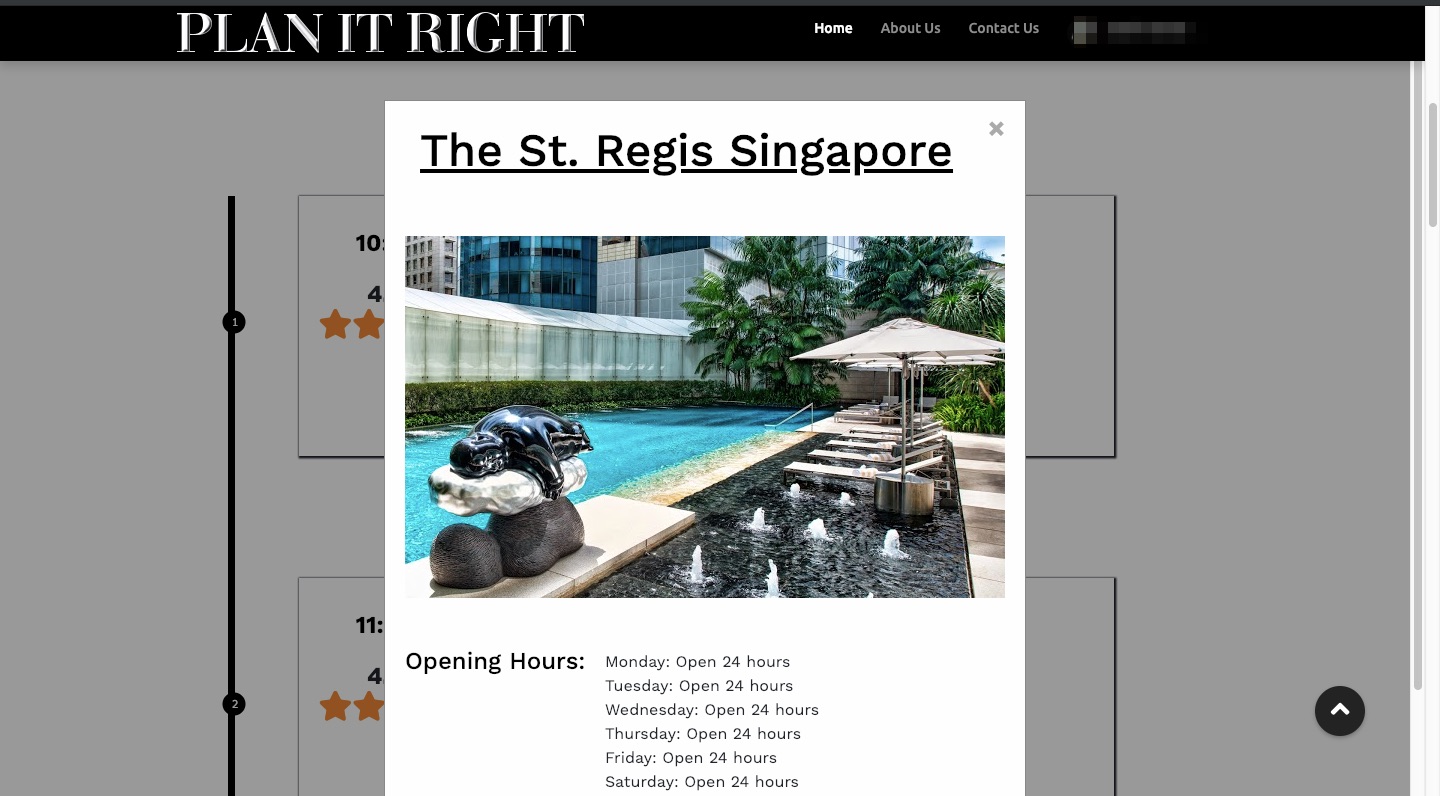 PLAN IT RIGHT
Home About Us Contact Us
The St. Regis Singapore
×
10:
4.
1
11:
4.
2
Opening Hours: Monday: Open 24 hours
Tuesday: Open 24 hours
Wednesday: Open 24 hours
Thursday: Open 24 hours
Friday: Open 24 hours
Saturday: Open 24 hours